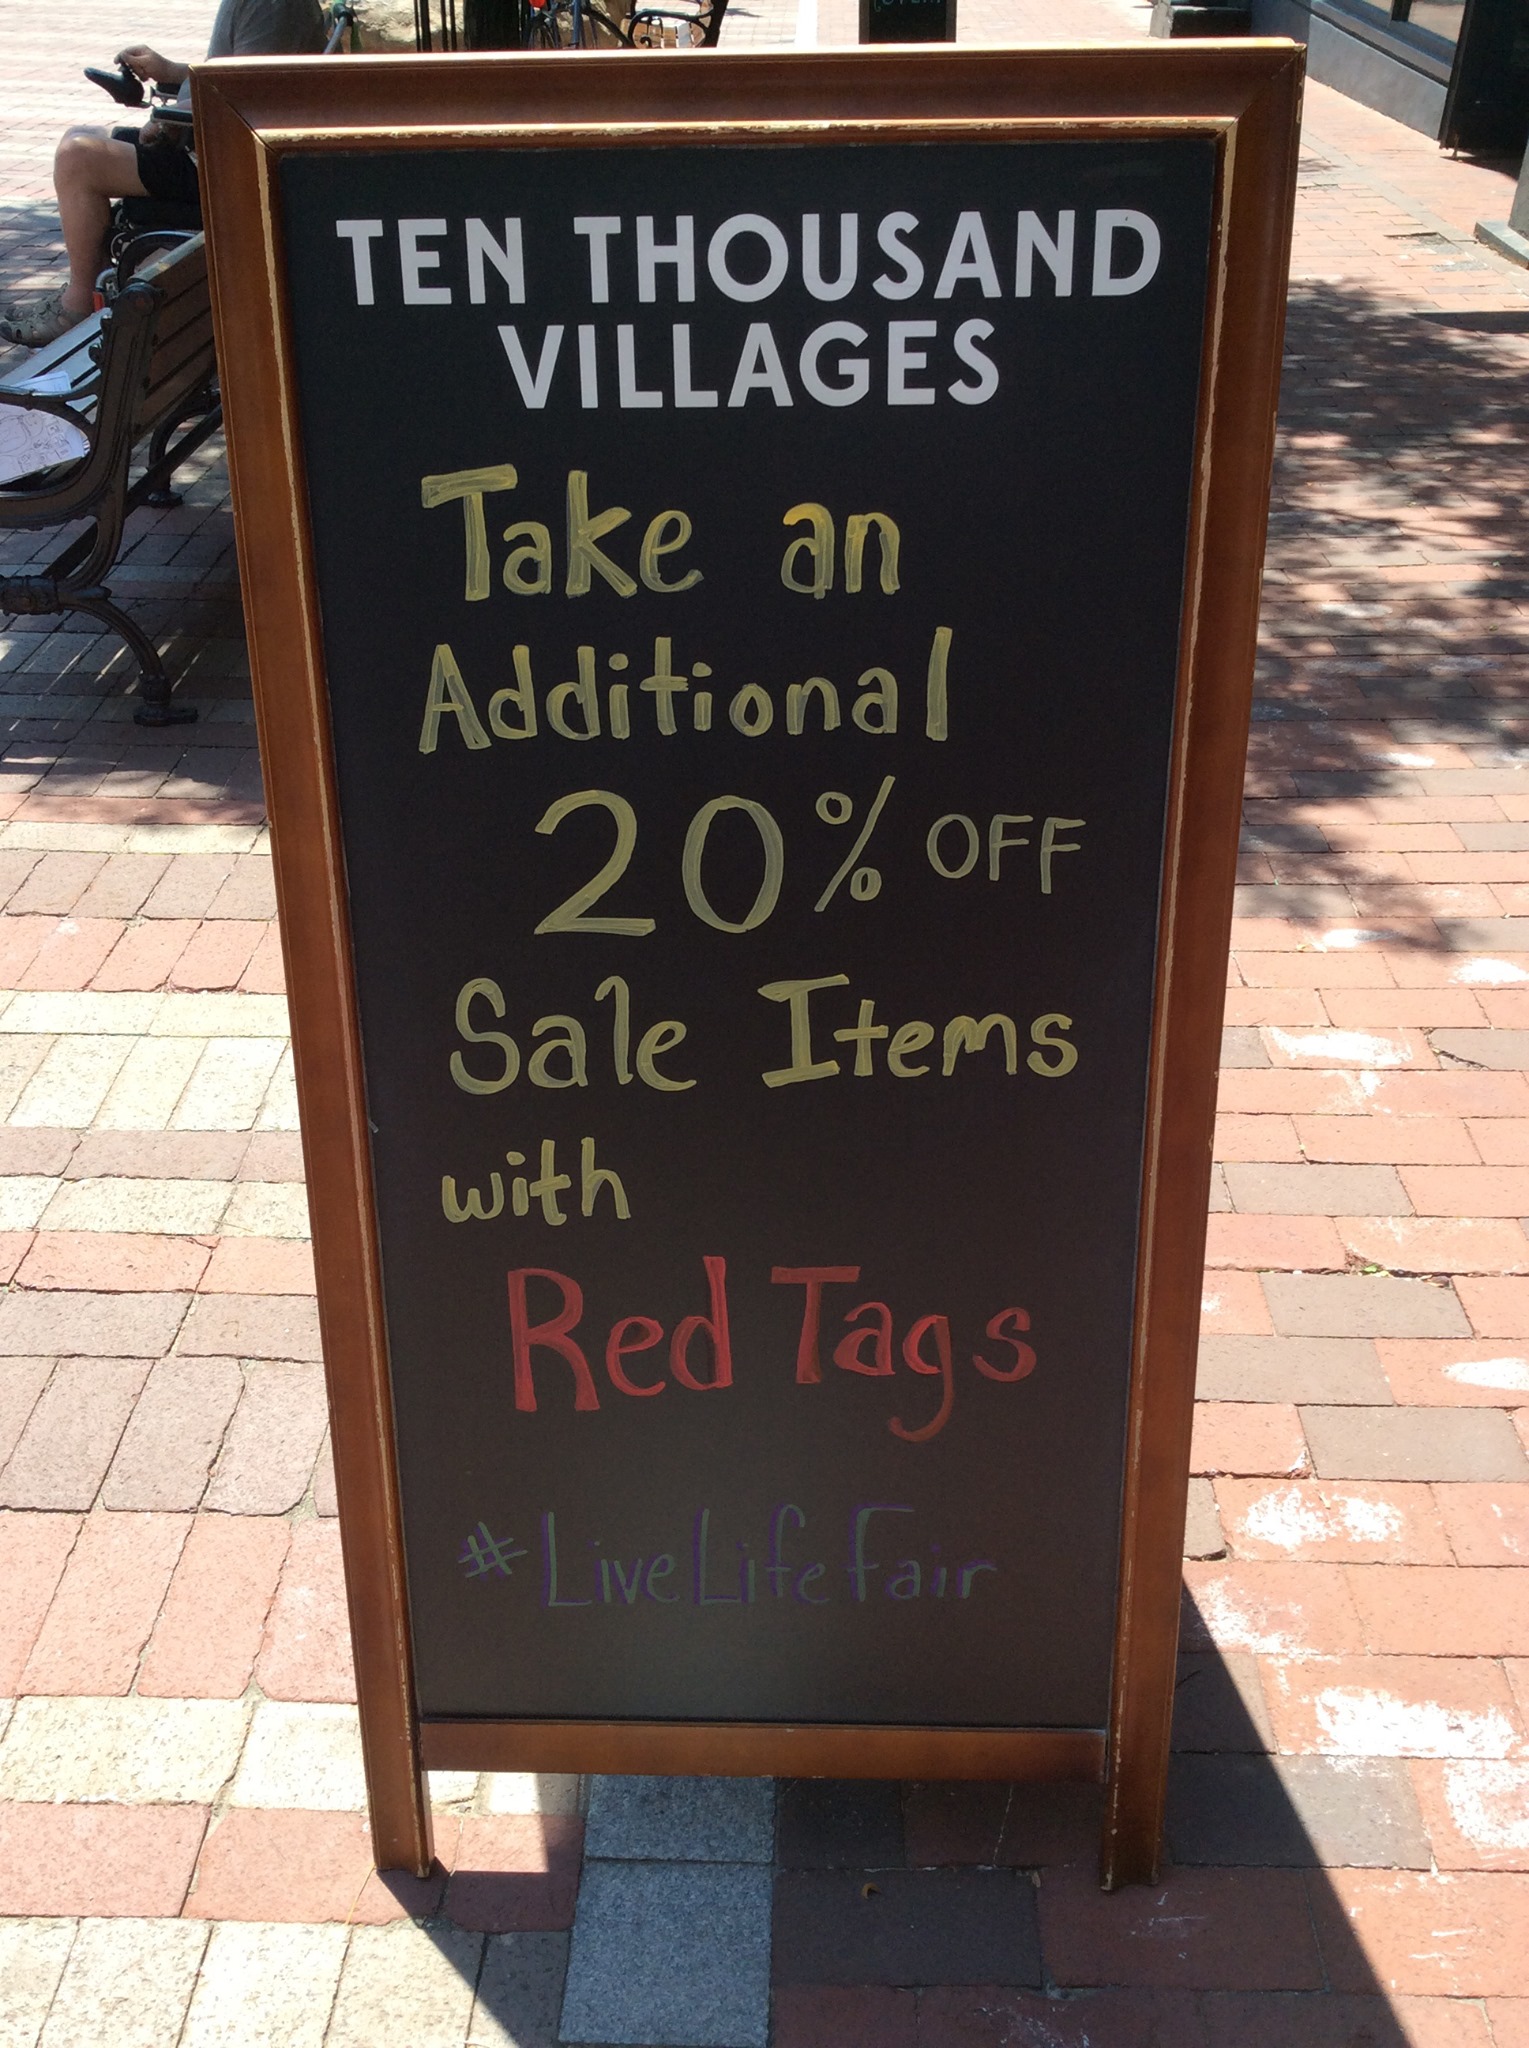 TEN THOUSAND
VILLAGES
Take an
Additional
20% OFF
Sale Items
with
Red Tags
#LiveLifeFair